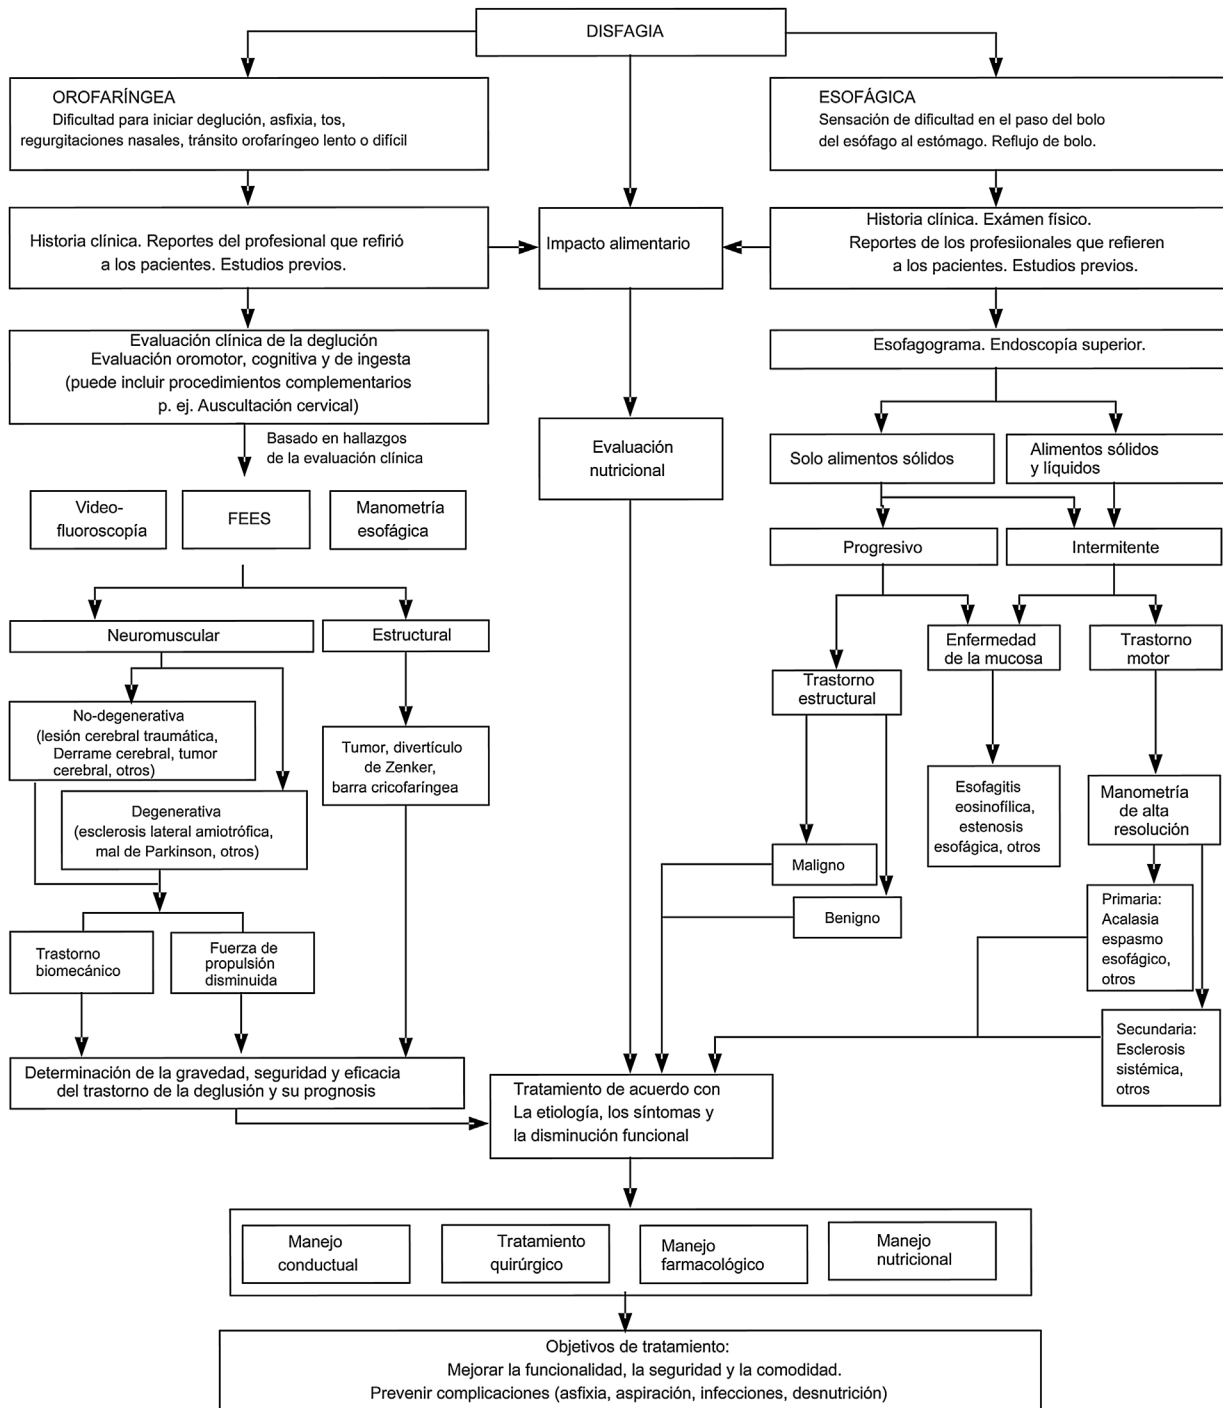 DISFAGIA
OROFARÍNGEA
Dificultad para iniciar deglución, asfixia, tos,
regurgitaciones nasales, tránsito orofaríngeo lento o difícil
ESOFÁGICA
Sensación de dificultad en el paso del bolo
del esófago al estómago. Reflujo de bolo.
Historia clínica. Reportes del profesional que refirió
a los pacientes. Estudios previos.
Impacto alimentario
Historia clínica. Exámen físico.
Reportes de los profesiionales que refieren
a los pacientes. Estudios previos.
Evaluación clínica de la deglución
Evaluación oromotor, cognitiva y de ingesta
(puede incluir procedimientos complementarios
p. ej. Auscultación cervical)
Esofagograma. Endoscopía superior.
Basado en hallazgos
de la evaluación clínica
Evaluación
nutricional
Solo alimentos sólidos
Alimentos sólidos
y líquidos
Video-
fluoroscopía
FEES
Manometría
esofágica
Progresivo
Intermitente
Neuromuscular
Estructural
Enfermedad
de la mucosa
Trastorno
motor
Trastorno
estructural
No-degenerativa
(lesión cerebral traumática,
Derrame cerebral, tumor
cerebral, otros)
Tumor, divertículo
de Zenker,
barra cricofaríngea
Degenerativa
(esclerosis lateral amiotrófica,
mal de Parkinson, otros)
Esofagitis
eosinofílica,
estenosis
esofágica, otros
Manometría
de alta
resolución
Maligno
Benigno
Primaria:
Acalasia
espasmo
esofágico,
otros
Trastorno
biomecánico
Fuerza de
propulsión
disminuida
Secundaria:
Esclerosis
sistémica,
otros
Determinación de la gravedad, seguridad y eficacia
del trastorno de la deglusión y su prognosis
Tratamiento de acuerdo con
La etiología, los síntomas y
la disminución funcional
Manejo
conductual
Tratamiento
quirúrgico
Manejo
farmacológico
Manejo
nutricional
Objetivos de tratamiento:
Mejorar la funcionalidad, la seguridad y la comodidad.
Prevenir complicaciones (asfixia, aspiración, infecciones, desnutrición)